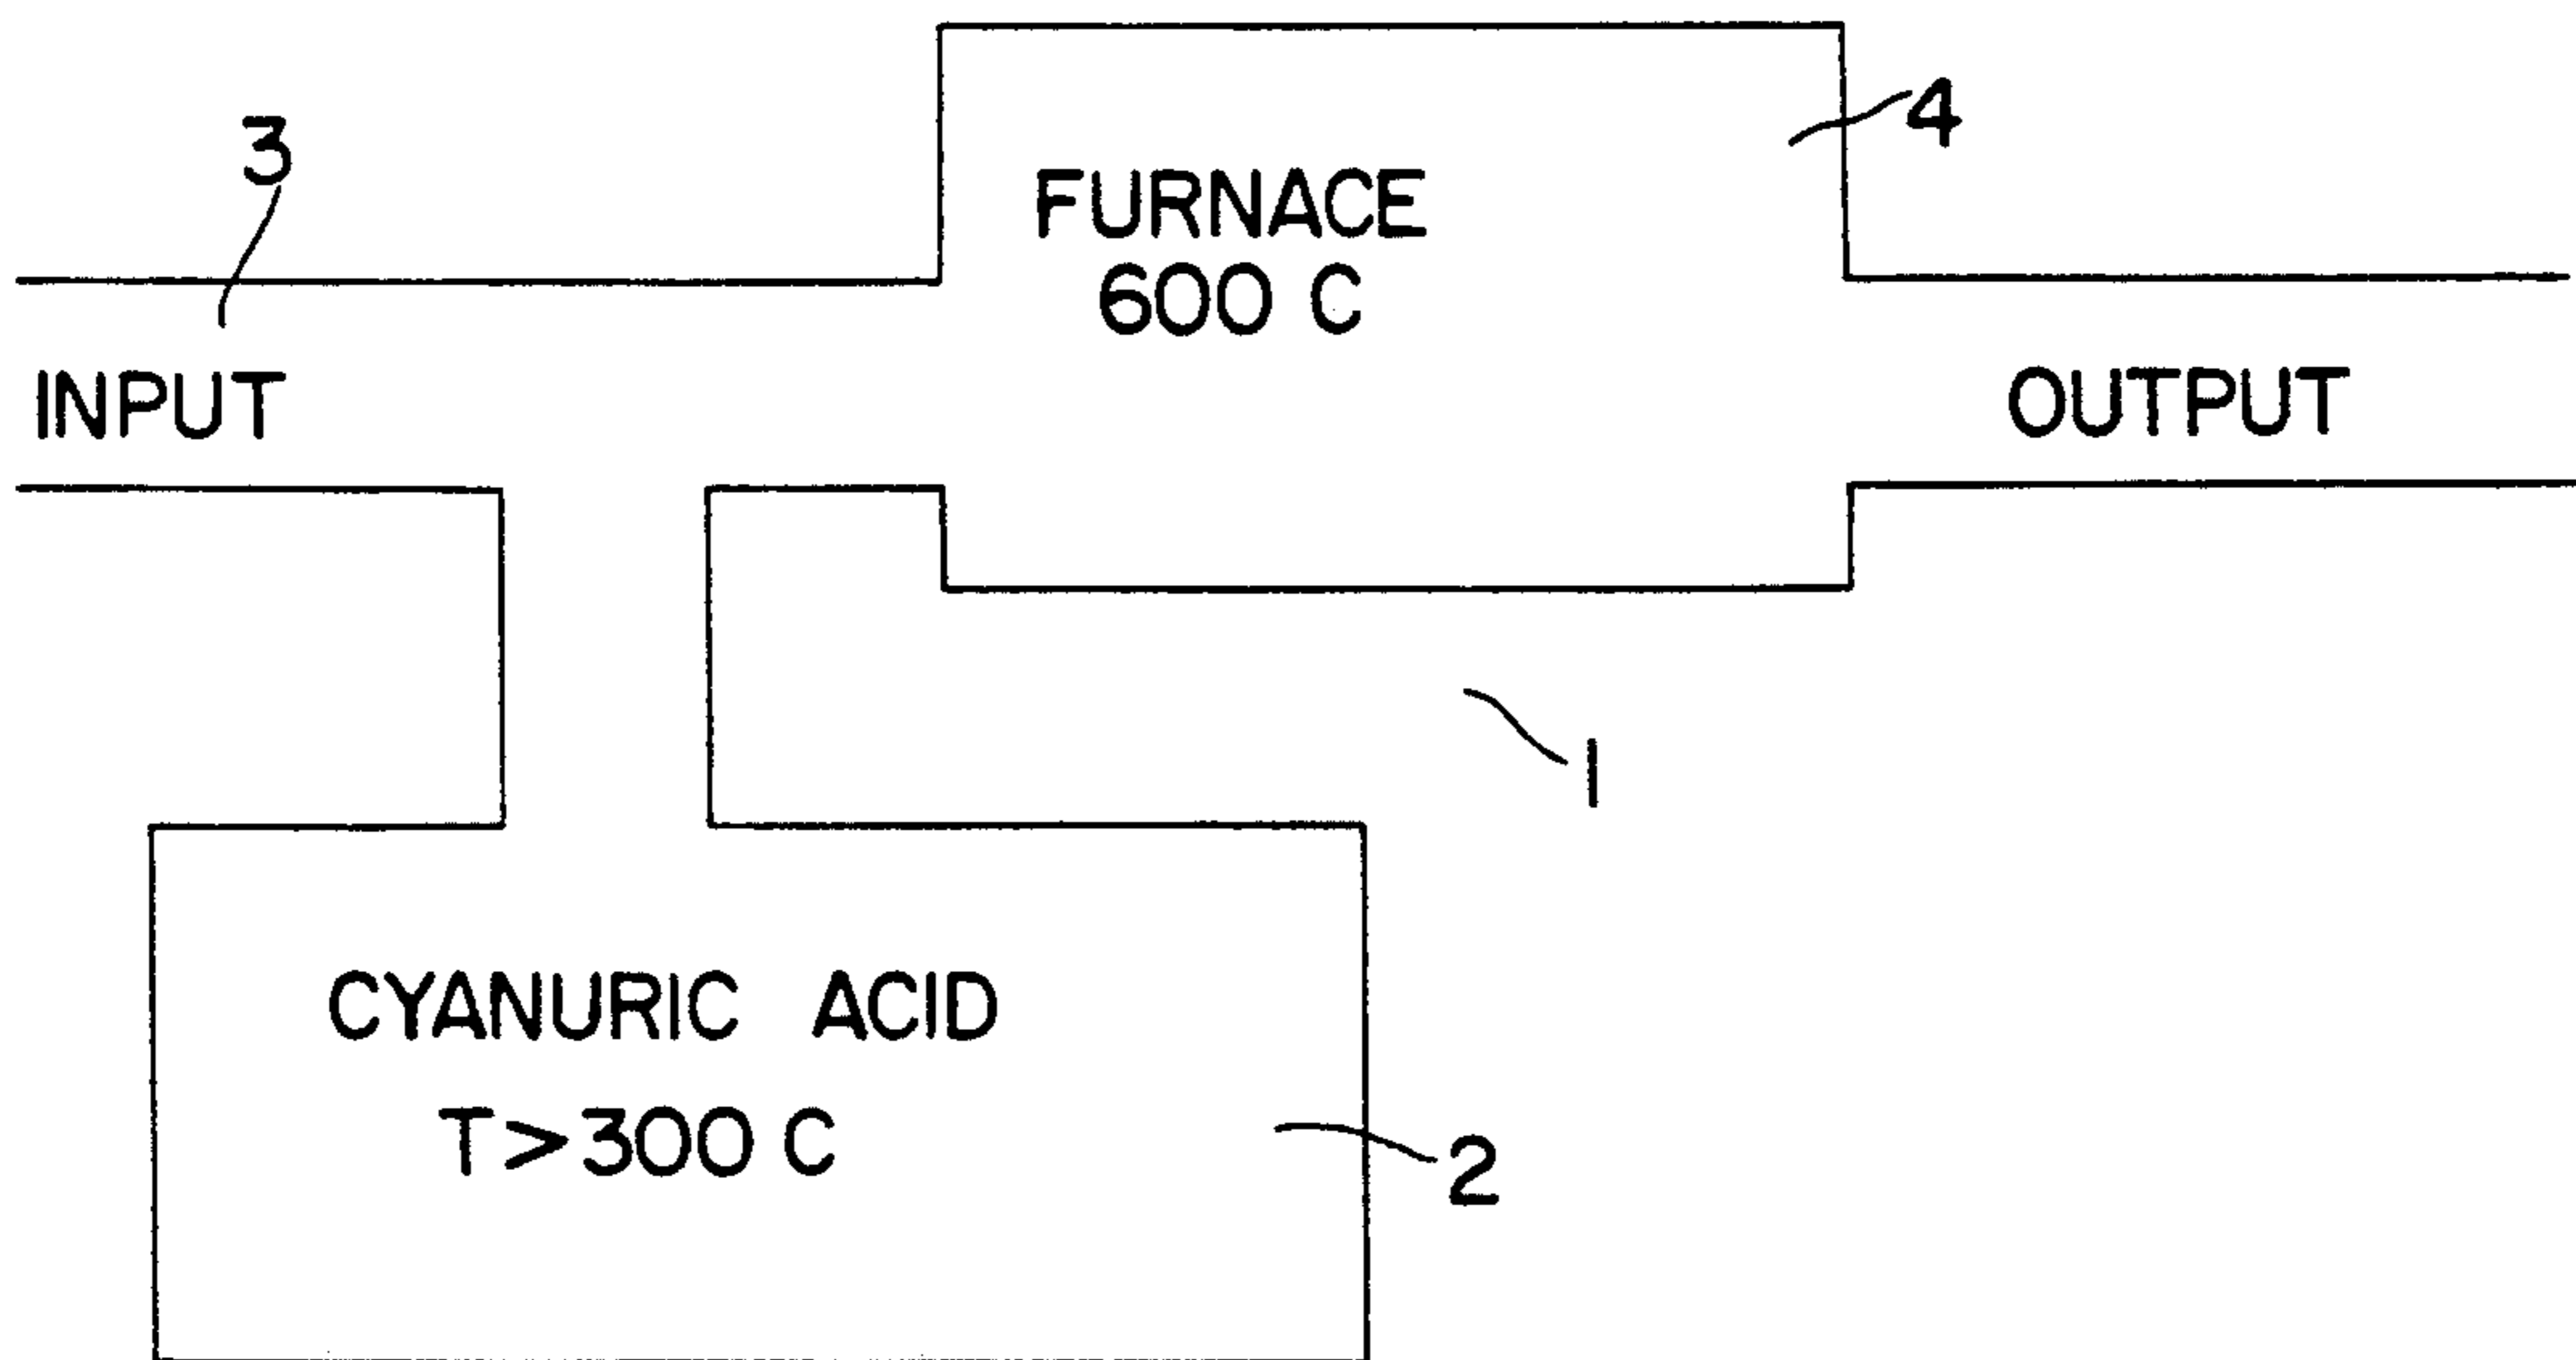 4
3
FURNACE
600 C
INPUT
OUTPUT
1
CYANURIC ACID
T>300 C
2